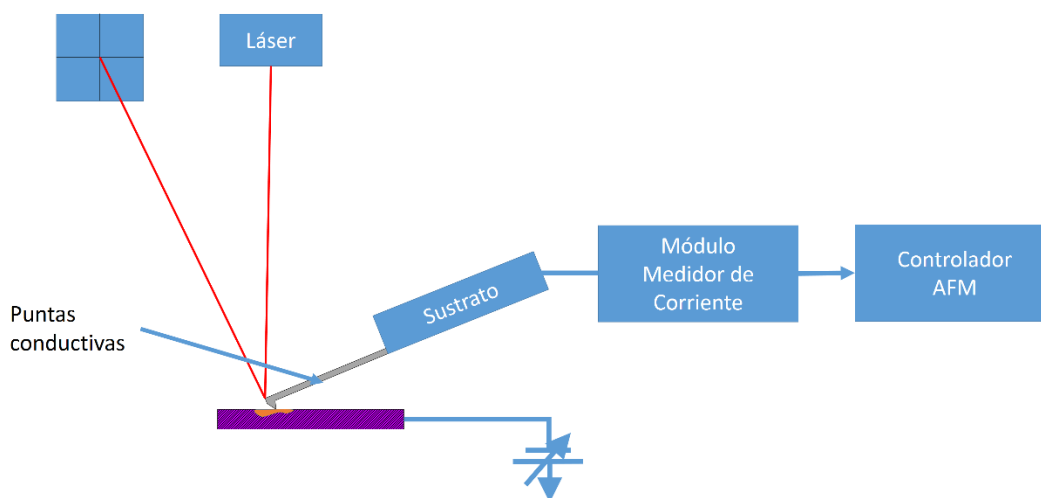 Láser
Puntas
conductivas
Sustrato
Módulo
Medidor de
Corriente
Controlador
AFM